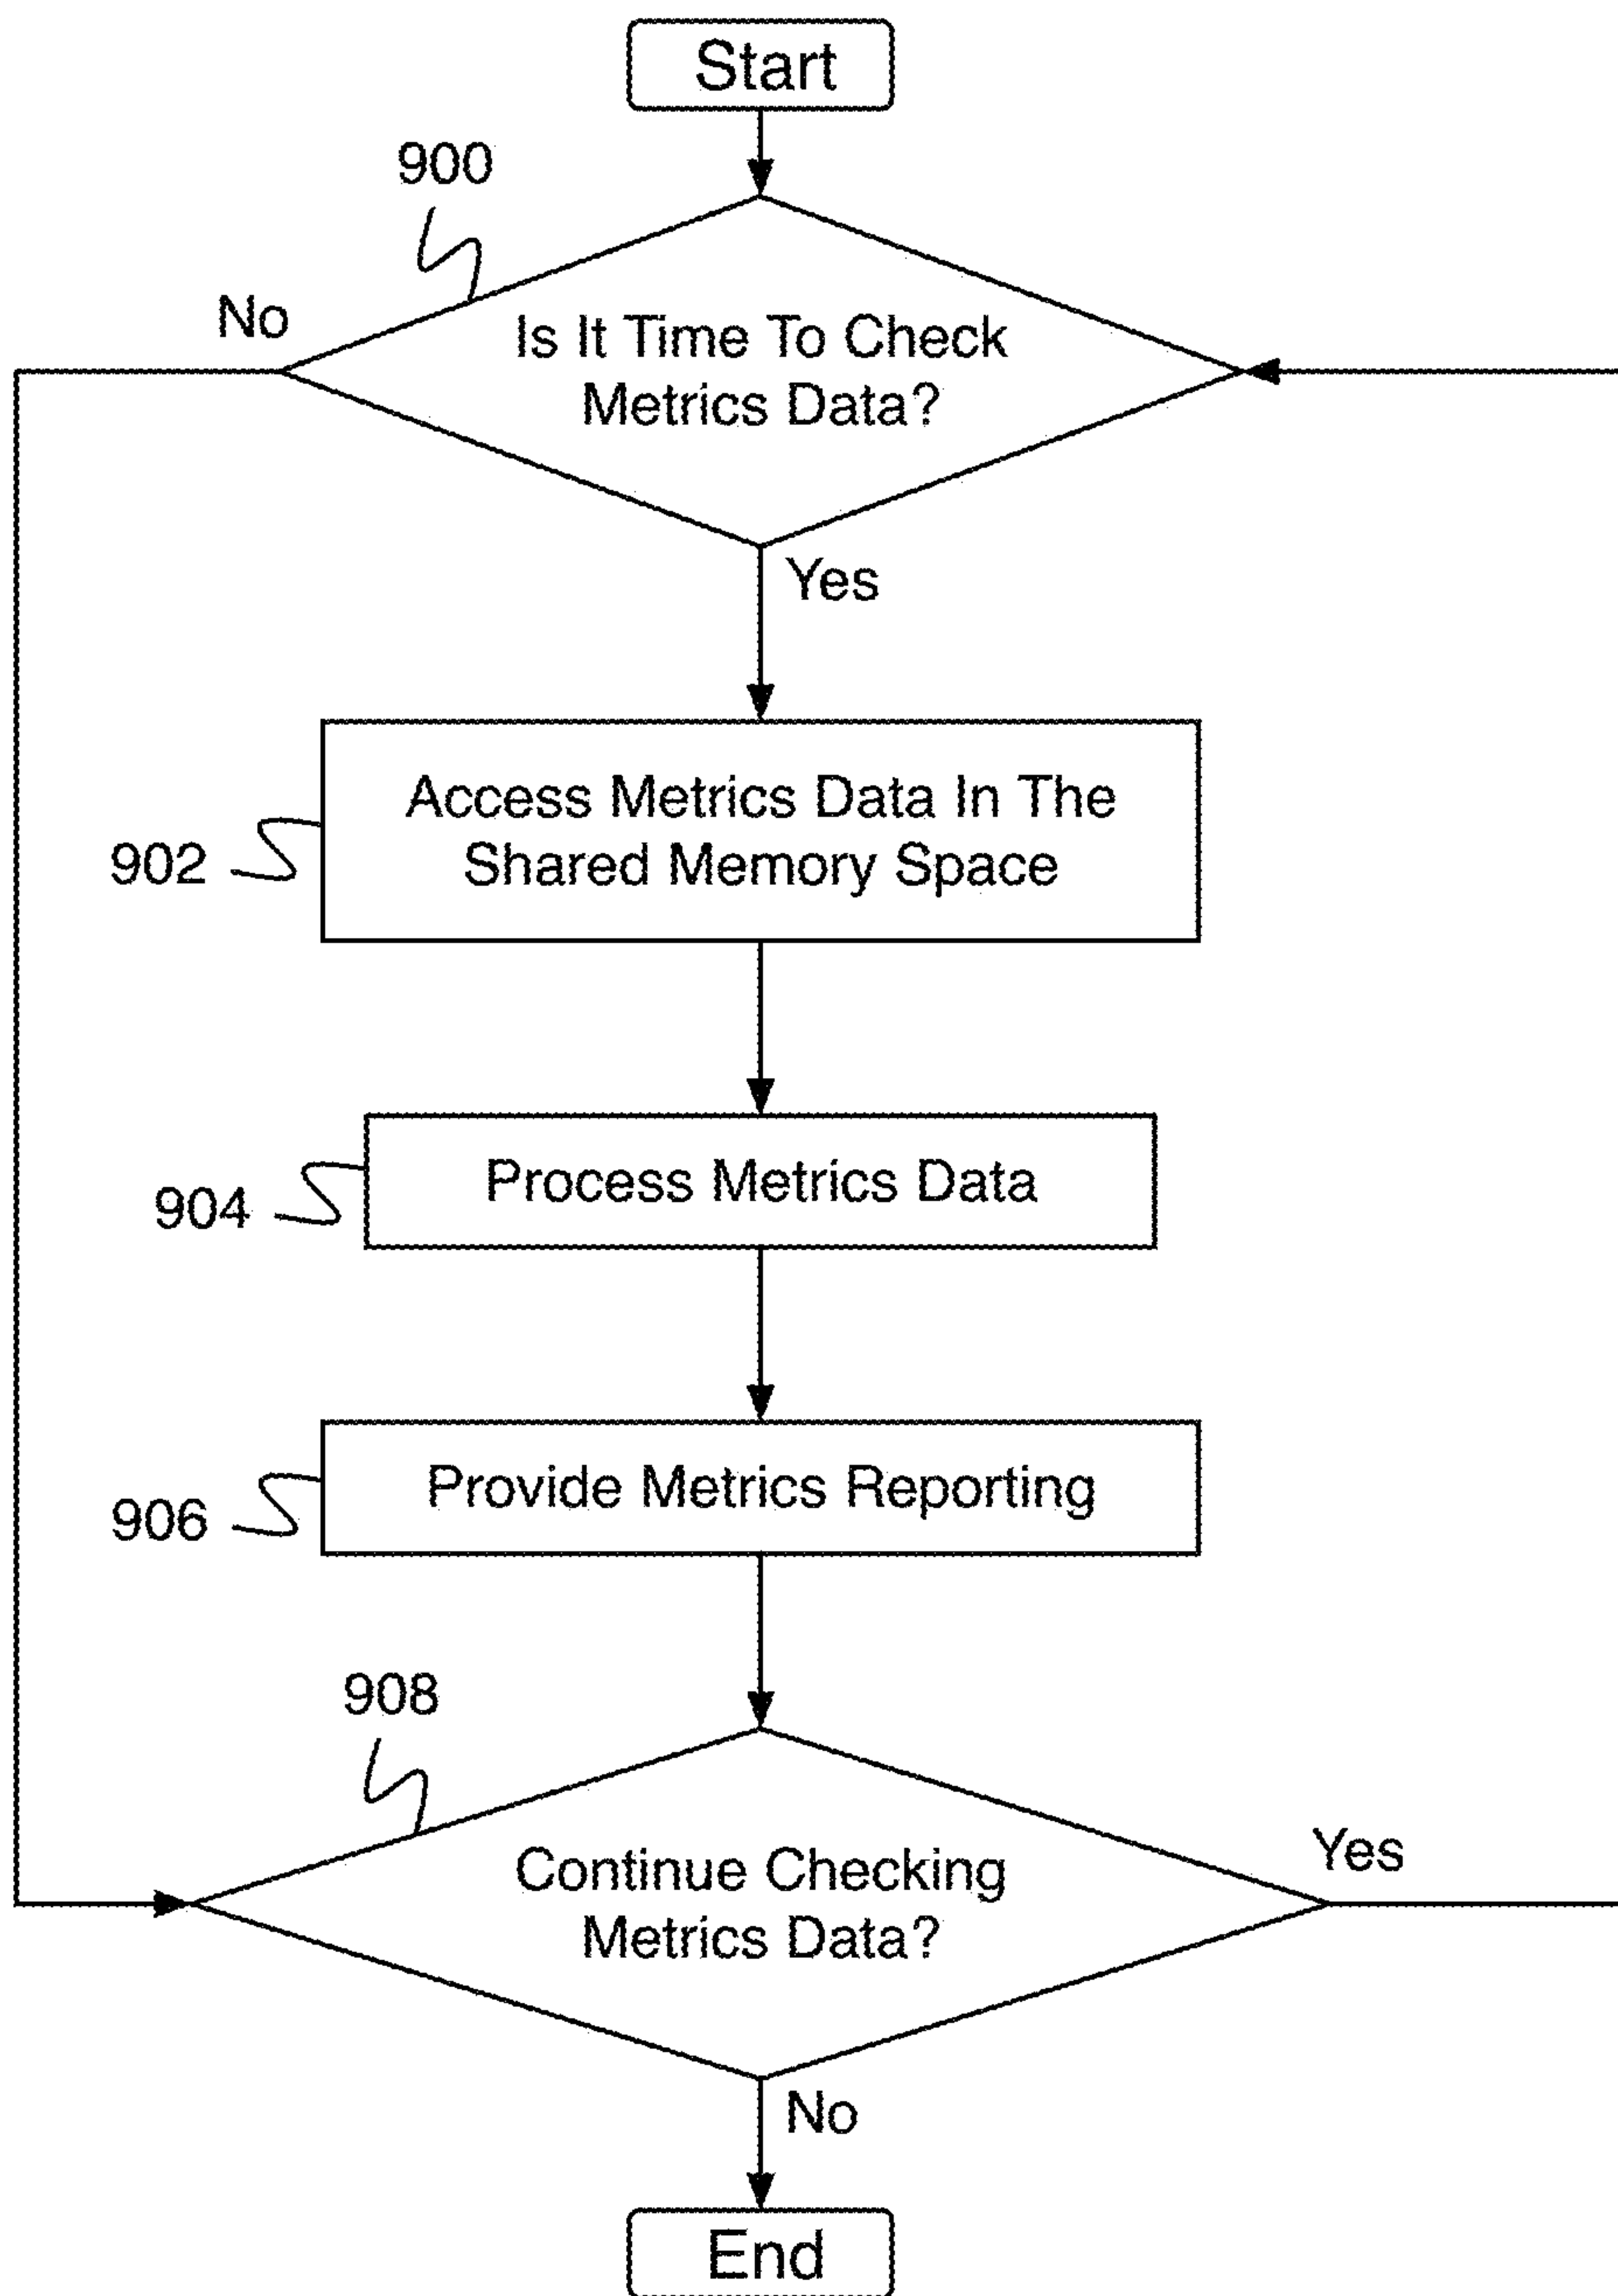 Start
900
No
Is It Time To Check
Metrics Data?
Yes
Access Metrics Data In The
Shared Memory Space
902
Process Metrics Data
904
Provide Metrics Reporting
906
908
Continue Checking
Metrics Data?
Yes
No
End